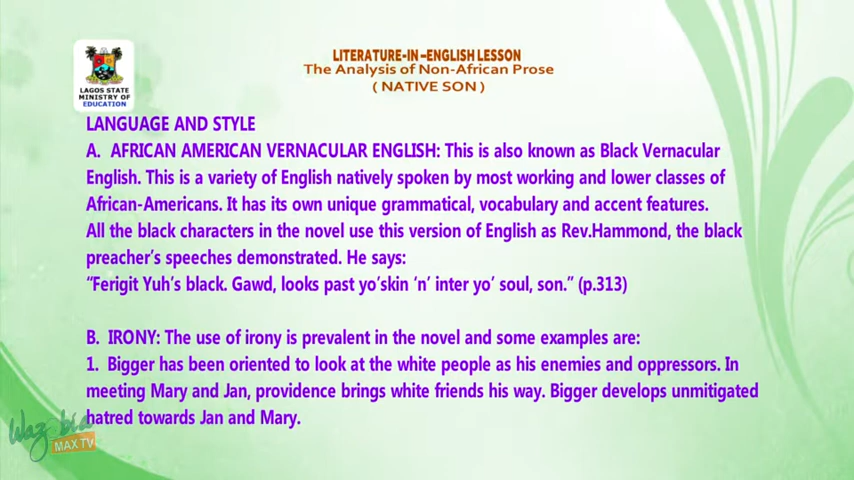 LITERATURE-IN–ENGLISH LESSON
The Analysis of Non-African Prose
( NATIVE SON )
LAGOS STATE
MINISTRY OF
EDUCATION
LANGUAGE AND STYLE
A. AFRICAN AMERICAN VERNACULAR ENGLISH: This is also known as Black Vernacular
English. This is a variety of English natively spoken by most working and lower classes of
African-Americans. It has its own unique grammatical, vocabulary and accent features.
All the black characters in the novel use this version of English as Rev.Hammond, the black
preacher's speeches demonstrated. He says:
“Ferigit Yuh's black. Gawd, looks past yo'skin 'n' inter yo' soul, son.” (p.313)
B. IRONY: The use of irony is prevalent in the novel and some examples are:
1. Bigger has been oriented to look at the white people as his enemies and oppressors. In
meeting Mary and Jan, providence brings white friends his way. Bigger develops unmitigated
hatred towards Jan and Mary.
Wazobia
MAX TV